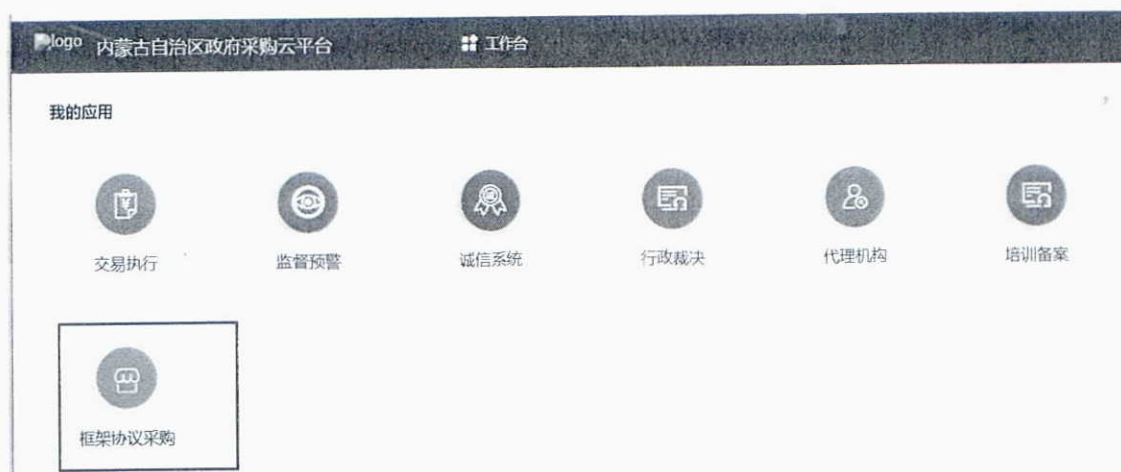 logo 内蒙古自治区政府采购云平台 工作台
我的应用
交易执行 监督预警 诚信系统 行政裁决 代理机构 培训备案
框架协议采购